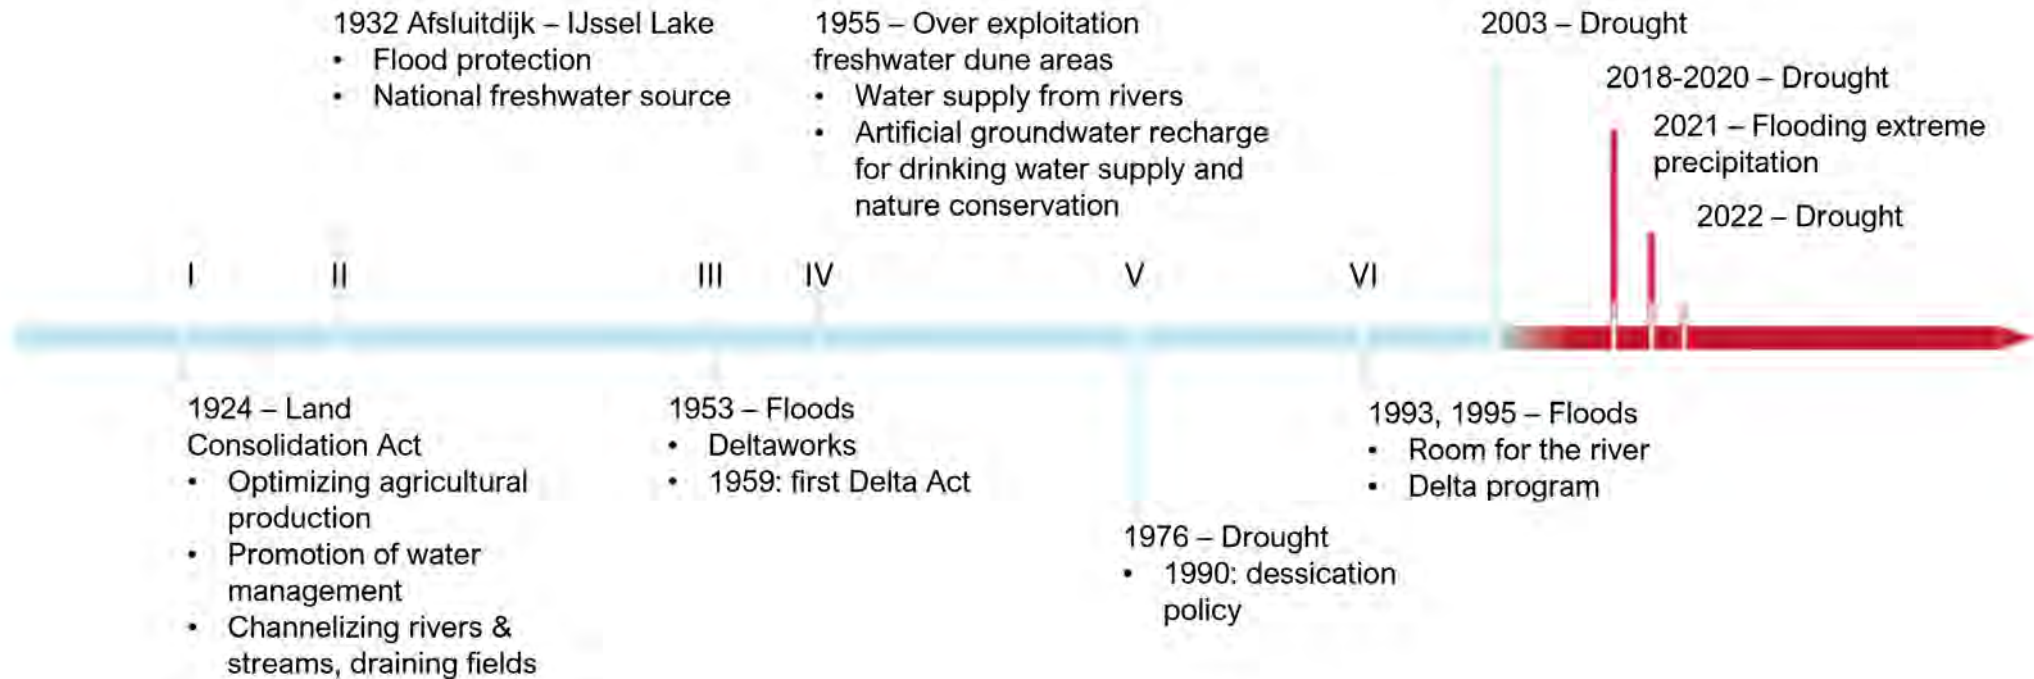 1932 Afsluitdijk – IJssel Lake
• Flood protection
• National freshwater source
1955 – Over exploitation
freshwater dune areas
• Water supply from rivers
• Artificial groundwater recharge
for drinking water supply and
nature conservation
2003 – Drought
2018-2020 – Drought
2021 – Flooding extreme
precipitation
2022 – Drought
I
II
III
IV
V
VI
1924 – Land
Consolidation Act
• Optimizing agricultural
production
• Promotion of water
management
• Channelizing rivers &
streams, draining fields
1953 – Floods
• Deltaworks
• 1959: first Delta Act
1976 – Drought
• 1990: dessication
policy
1993, 1995 – Floods
• Room for the river
• Delta program